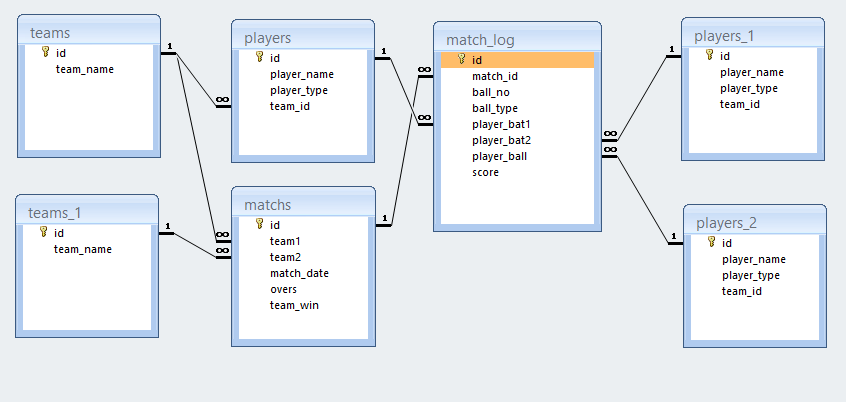 teams
id
team_name
players
id
player_name
player_type
team_id
match_log
id
match_id
ball_no
ball_type
player_bat1
player_bat2
player_ball
score
players_1
id
player_name
player_type
team_id
teams_1
id
team_name
matchs
id
team1
team2
match_date
overs
team_win
players_2
id
player_name
player_type
team_id
1
∞
1
∞
∞
1
∞
1
∞
1
∞
1
∞
1